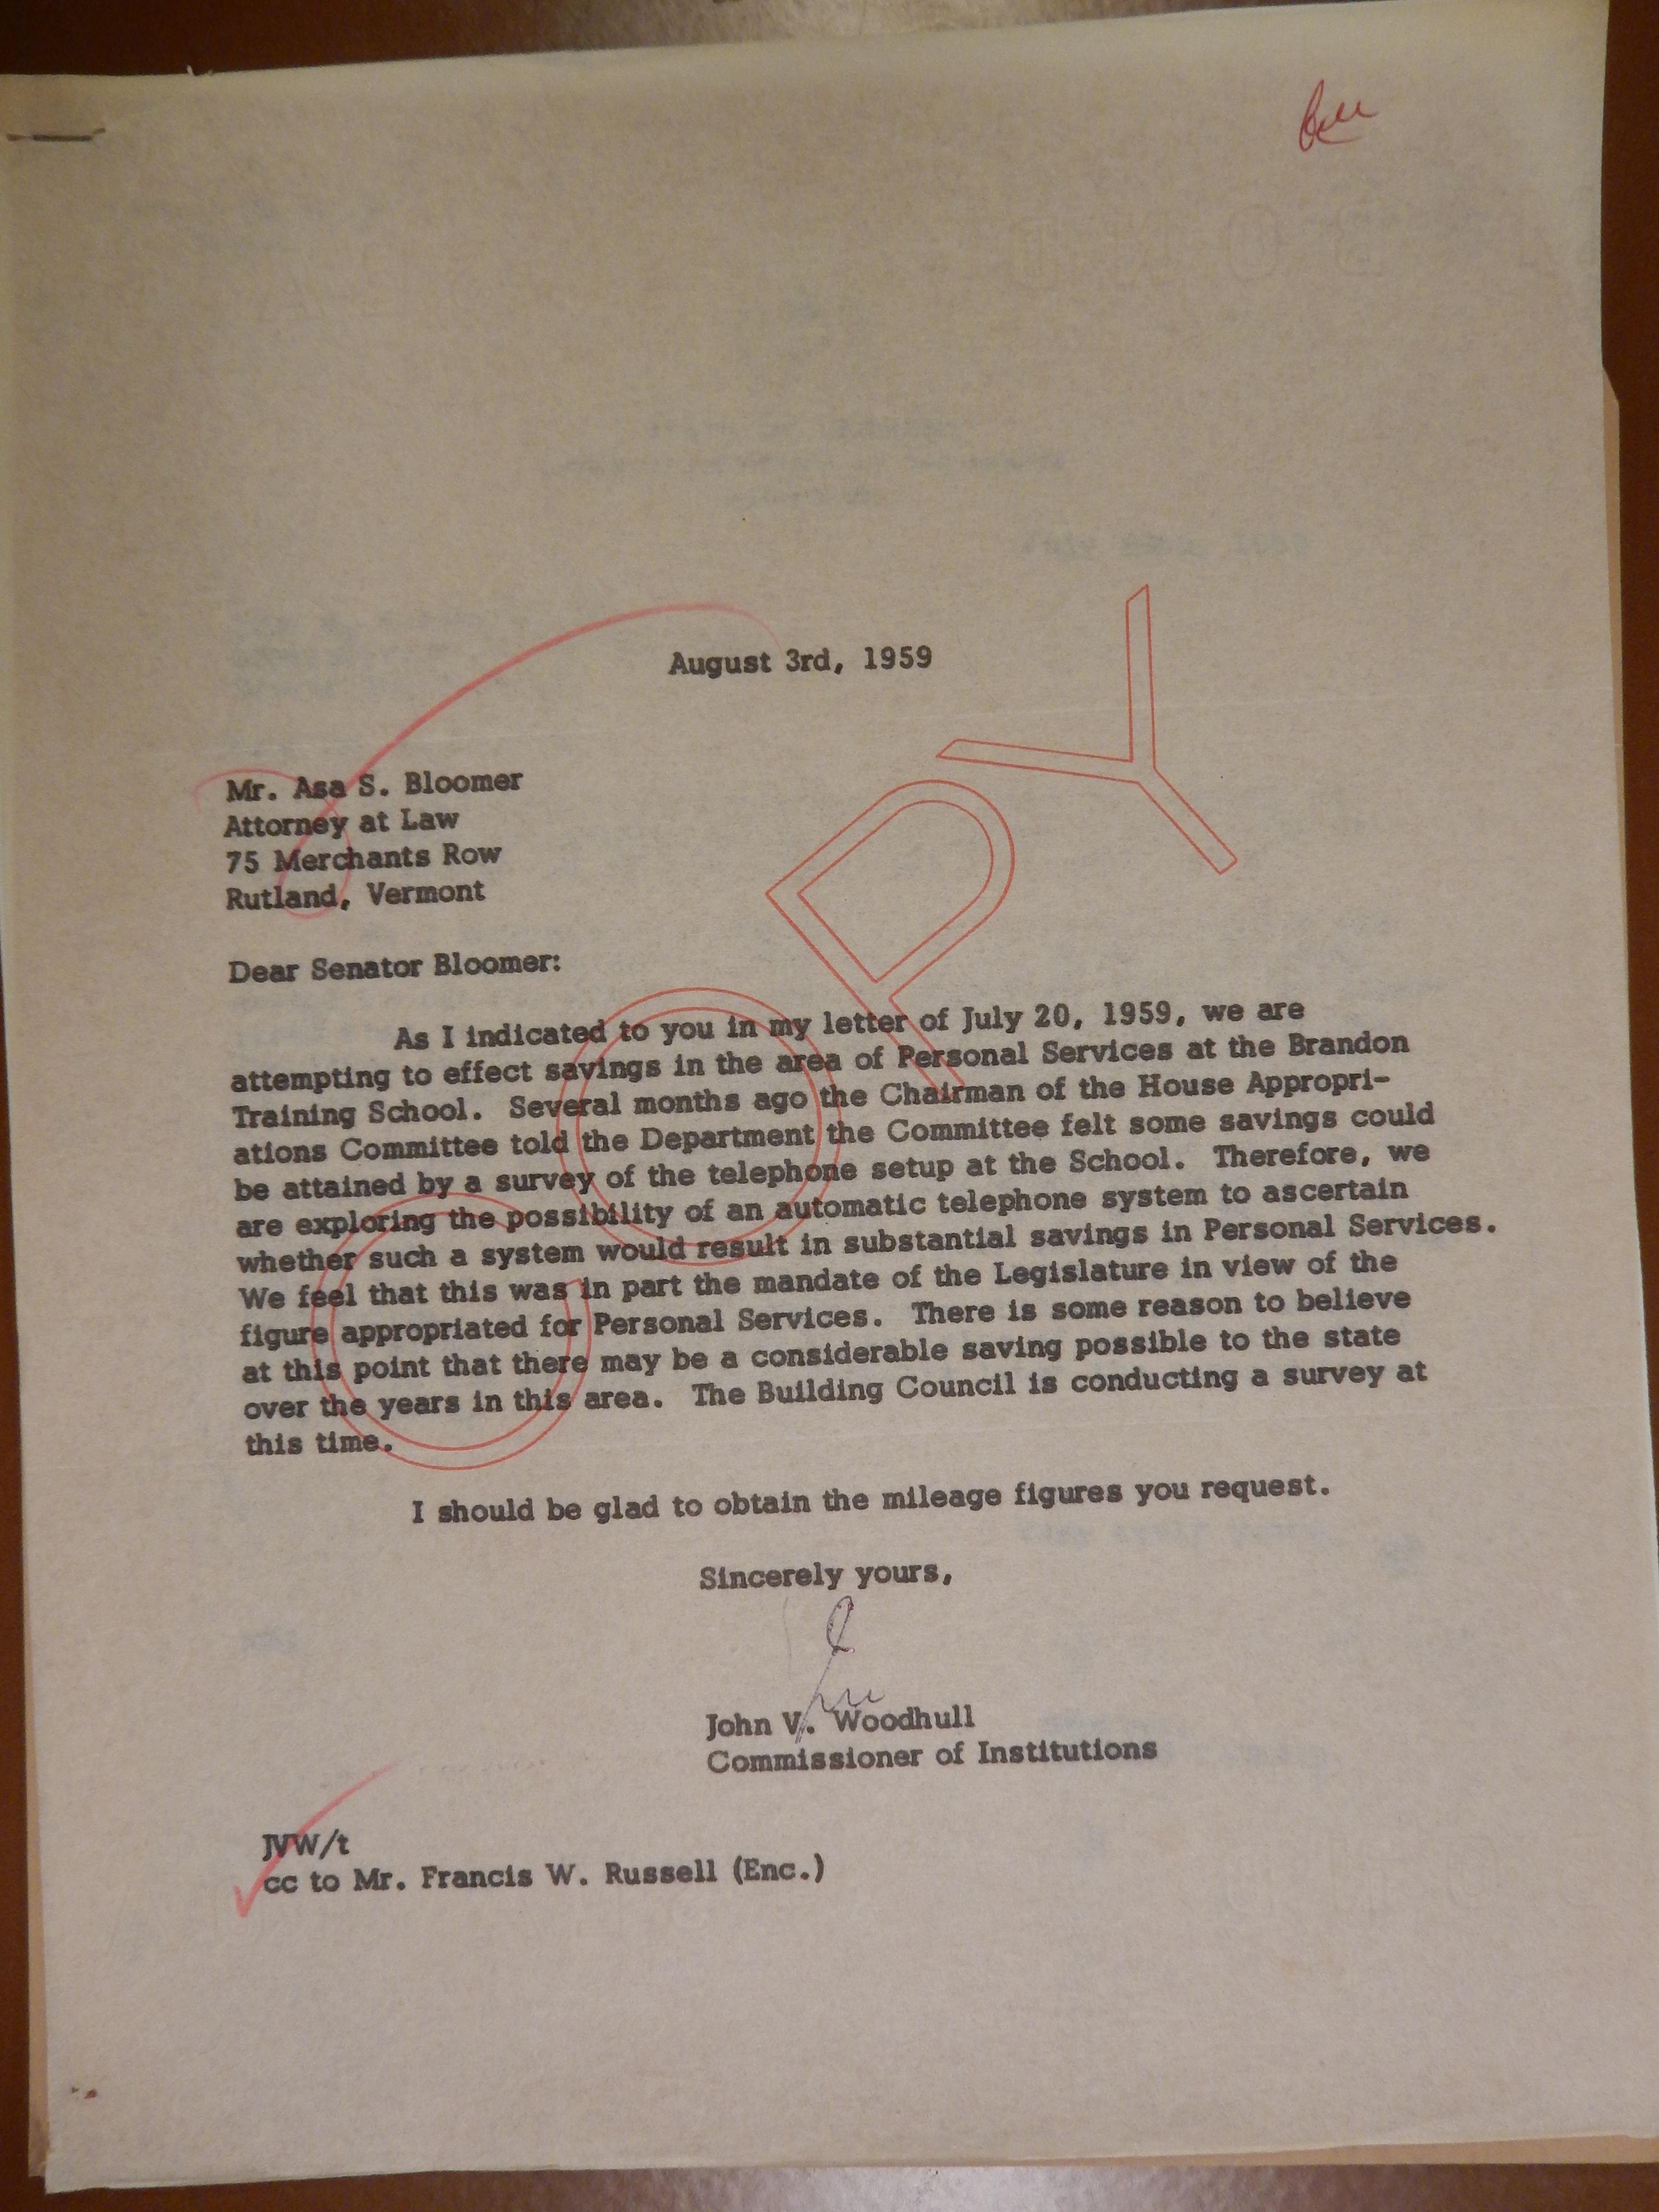 August 3rd, 1959
Mr. Asa S. Bloomer
Attorney at Law
75 Merchants Row
Rutland, Vermont
Dear Senator Bloomer:
As I indicated to you in my letter of July 20, 1959, we are
attempting to effect savings in the area of Personal Services at the Brandon
Training School. Several months ago the Chairman of the House Appropri-
ations Committee told the Department the Committee felt some savings could
be attained by a survey of the telephone setup at the School. Therefore, we
are exploring the possibility of an automatic telephone system to ascertain
whether such a system would result in substantial savings in Personal Services.
We feel that this was in part the mandate of the Legislature in view of the
figure appropriated for Personal Services. There is some reason to believe
at this point that there may be a considerable saving possible to the state
over the years in this area. The Building Council is conducting a survey at
this time.
I should be glad to obtain the mileage figures you request.
Sincerely yours,
John V. Woodhull
Commissioner of Institutions
JVW/t
cc to Mr. Francis W. Russell (Enc.)
COPY